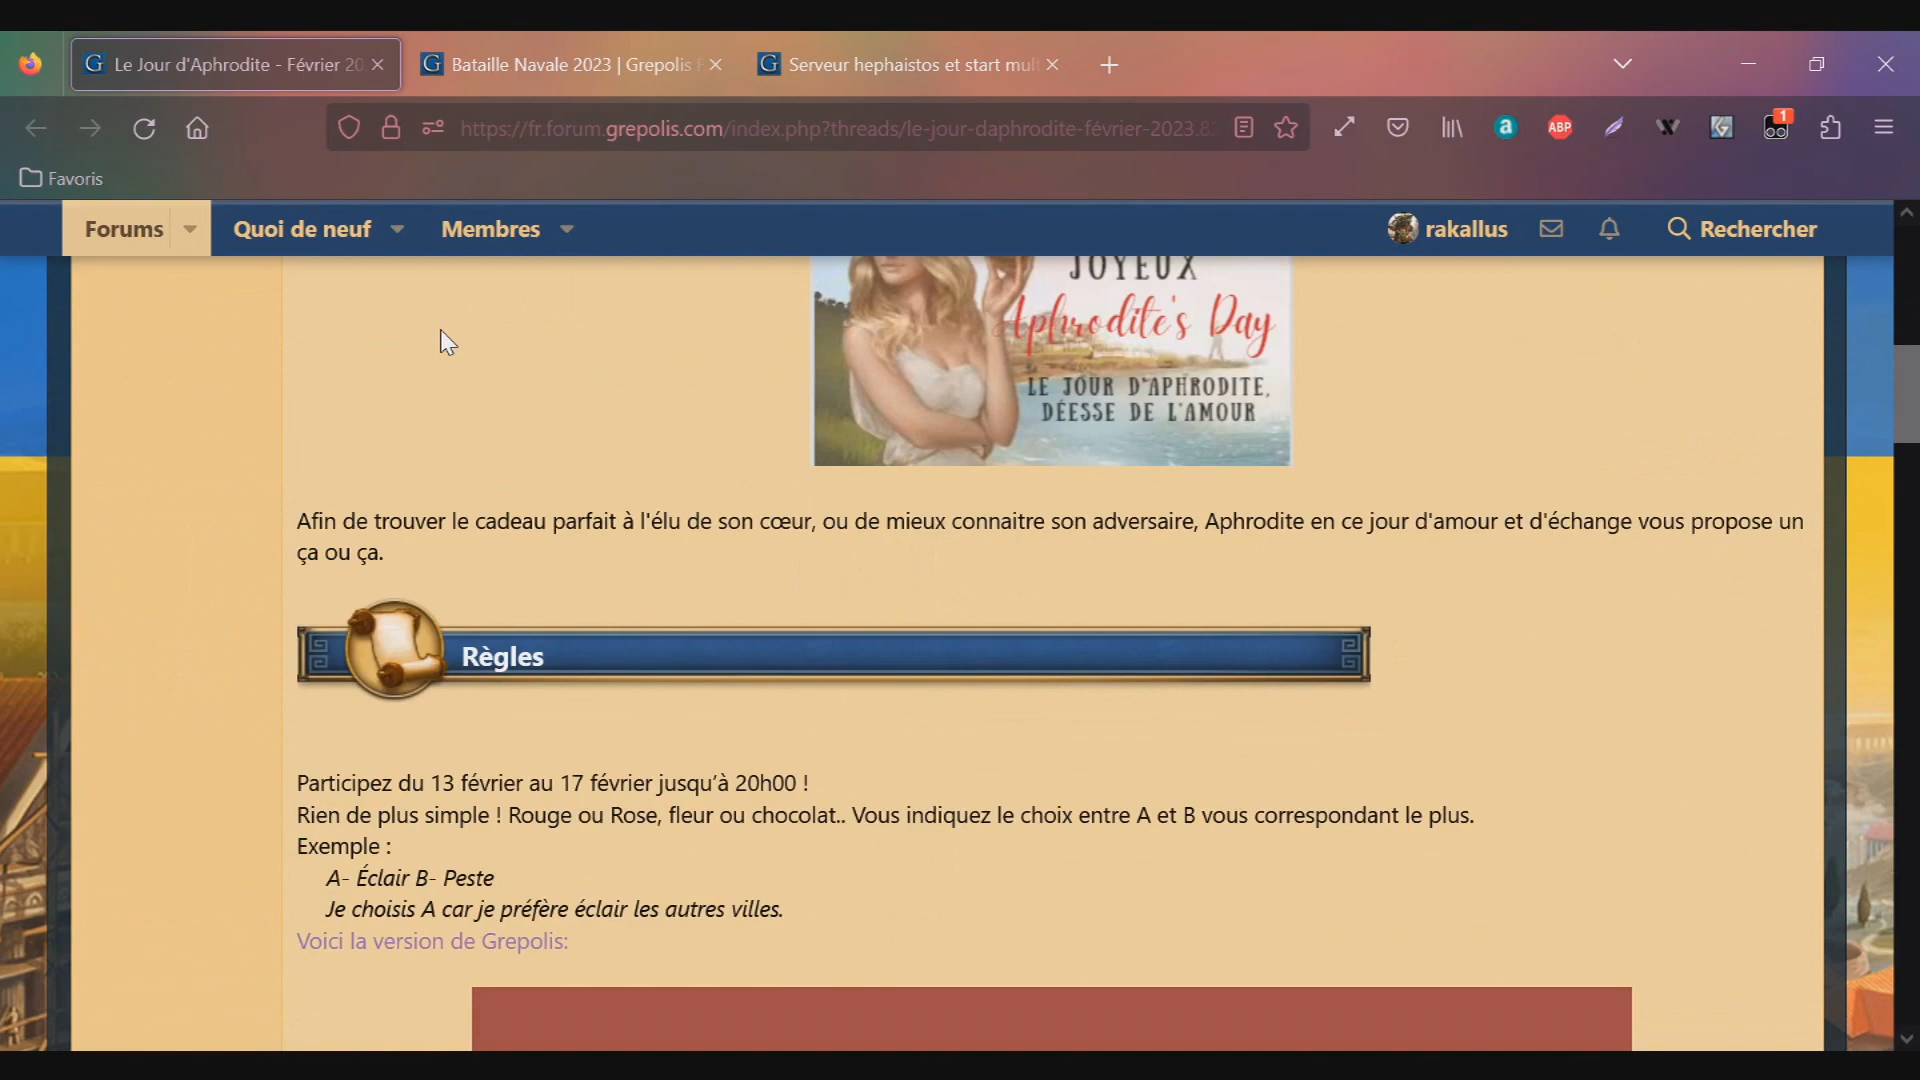 Le Jour d'Aphrodite - Février 20
Bataille Navale 2023 | Grepolis F
Serveur hephaistos et start mul
https://fr.forum.grepolis.com/index.php?threads/le-jour-daphrodite-février-2023.8
a
ABP
1
Favoris
Forums
Quoi de neuf
Membres
rakallus
Rechercher
JOYEUX
Aphrodite's Day
LE JOUR D'APHRODITE,
DÉESSE DE L'AMOUR
Afin de trouver le cadeau parfait à l'élu de son cœur, ou de mieux connaitre son adversaire, Aphrodite en ce jour d'amour et d'échange vous propose un
ça ou ça.
Règles
Participez du 13 février au 17 février jusqu'à 20h00 !
Rien de plus simple ! Rouge ou Rose, fleur ou chocolat.. Vous indiquez le choix entre A et B vous correspondant le plus.
Exemple :
A- Éclair B- Peste
Je choisis A car je préfère éclair les autres villes.
Voici la version de Grepolis: